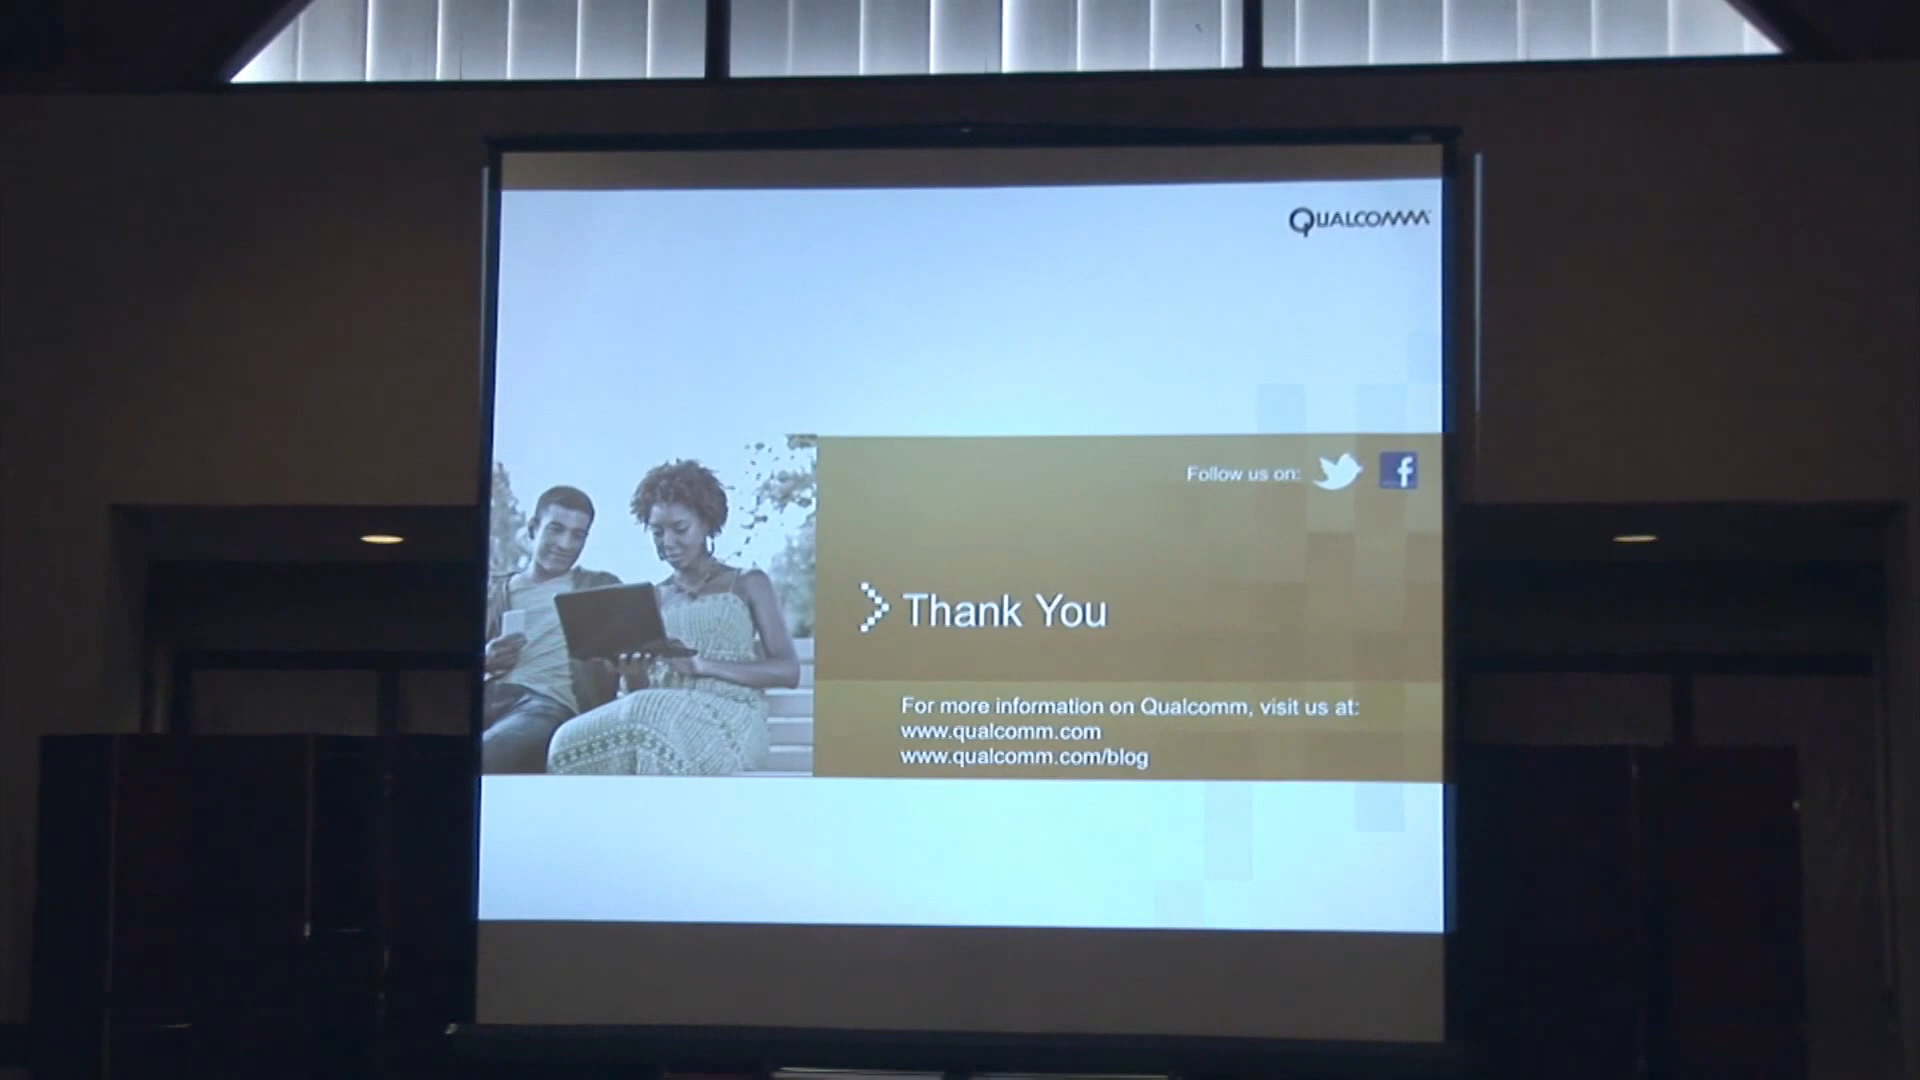 QUALCOMM
Follow us on:
Thank You
For more information on Qualcomm, visit us at:
www.qualcomm.com
www.qualcomm.com/blog